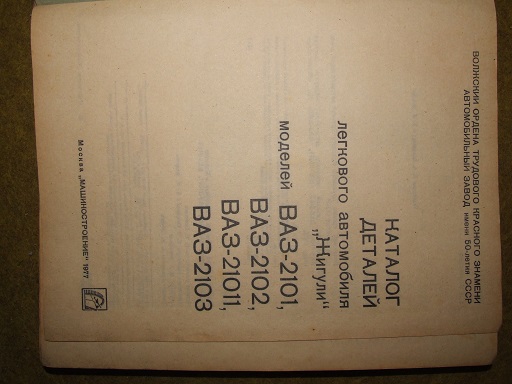 ВОЛЖСКИЙ ОРДЕНА ТРУДОВОГО КРАСНОГО ЗНАМЕНИ
АВТОМОБИЛЬНЫЙ ЗАВОД имени 50-летия СССР
КАТАЛОГ
ДЕТАЛЕЙ
легкового автомобиля
„Жигули“
моделей ВАЗ-2101,
ВАЗ-2102,
ВАЗ-21011,
ВАЗ-2103
Москва „МАШИНОСТРОЕНИЕ“ 1977